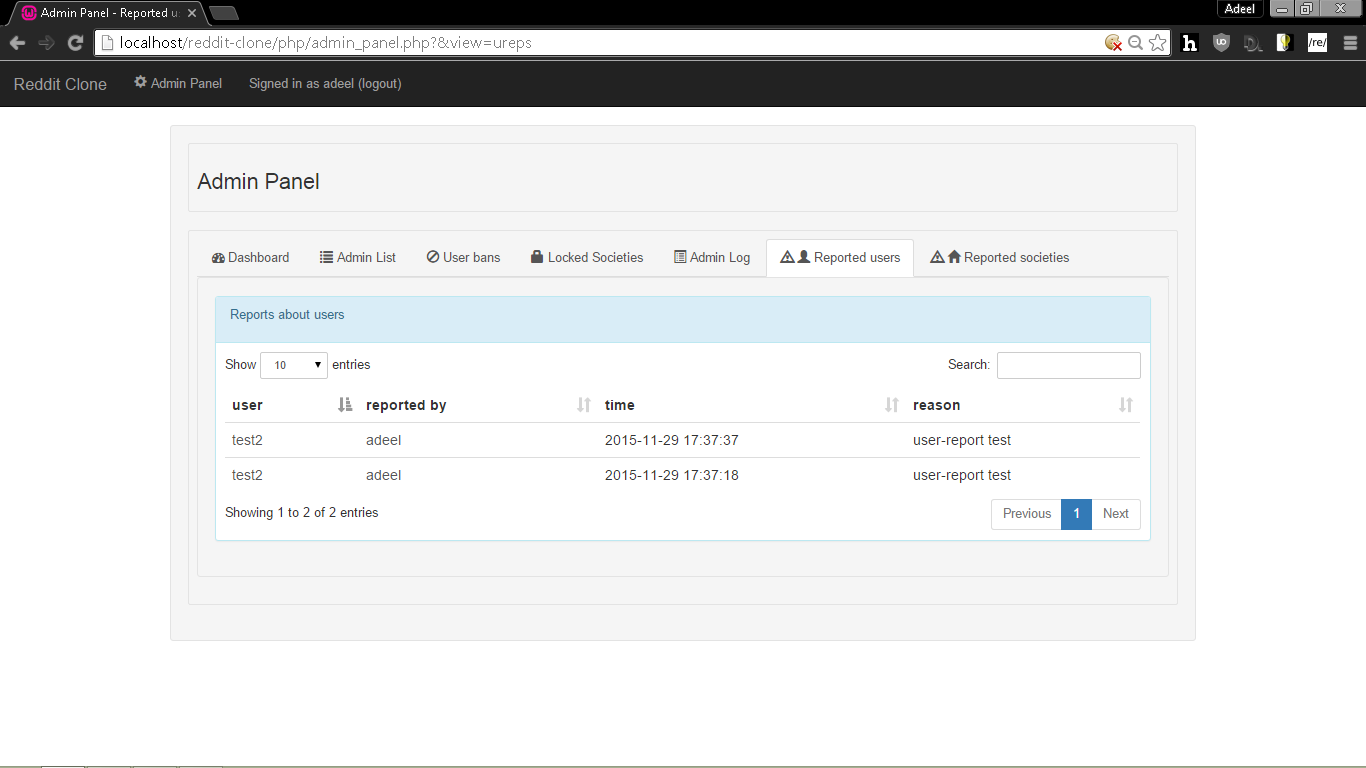 Admin Panel - Reported u
Adeel
localhost/reddit-clone/php/admin_panel.php?&view=ureps
h
/re/
Reddit Clone Admin Panel Signed in as adeel (logout)
Admin Panel
Dashboard Admin List User bans Locked Societies Admin Log Reported users Reported societies
Reports about users
Show 10 entries Search:
user reported by time reason
test2 adeel 2015-11-29 17:37:37 user-report test
test2 adeel 2015-11-29 17:37:18 user-report test
Showing 1 to 2 of 2 entries Previous 1 Next